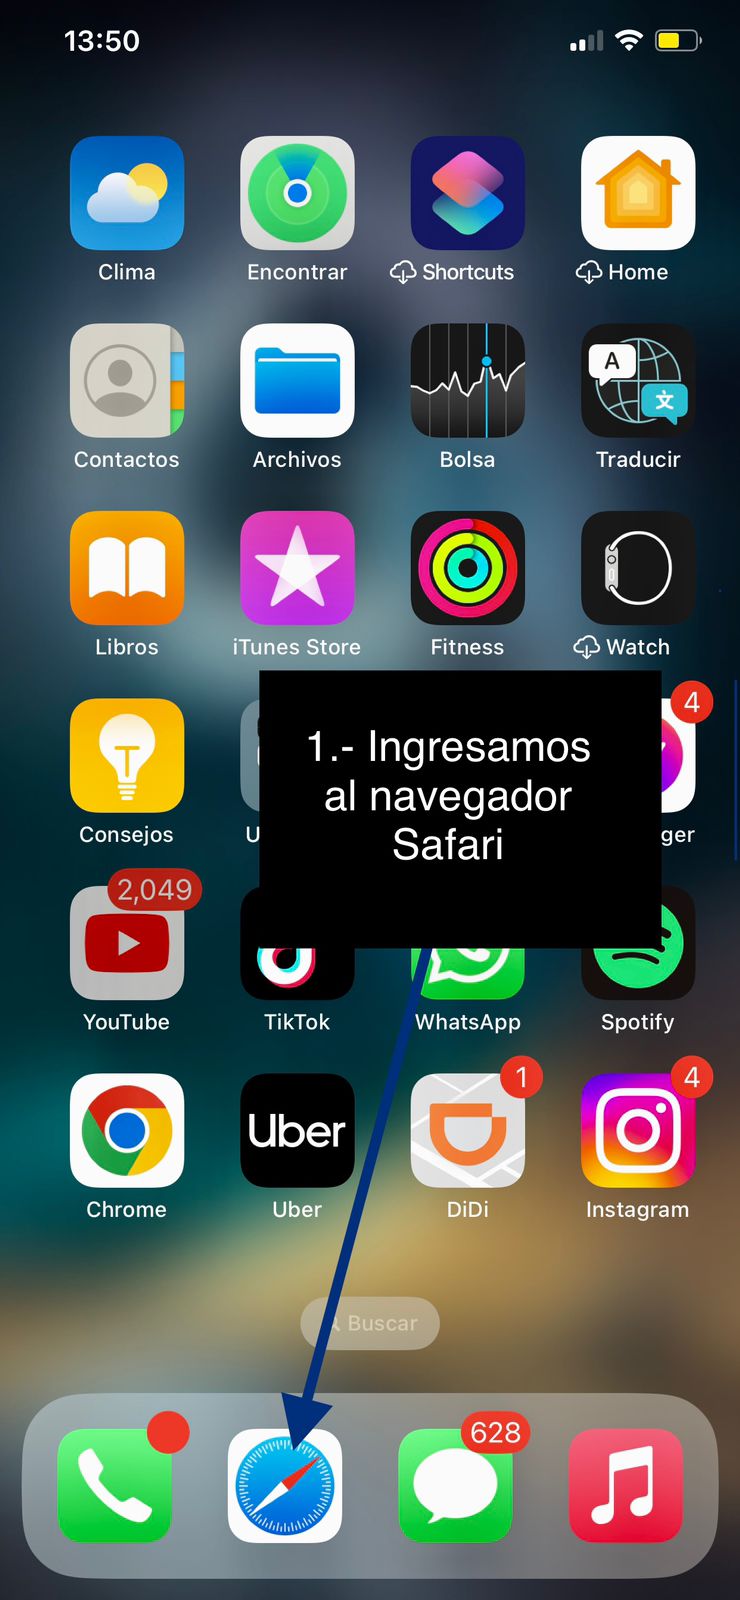 13:50
Clima
Encontrar
Shortcuts
Home
Contactos
Archivos
Bolsa
A
文
Traducir
Libros
iTunes Store
Fitness
Watch
1.- Ingresamos
al navegador
Safari
4
Consejos
U
ger
2,049
YouTube
TikTok
WhatsApp
Spotify
Uber
1
4
Chrome
Uber
DiDi
Instagram
Buscar
628